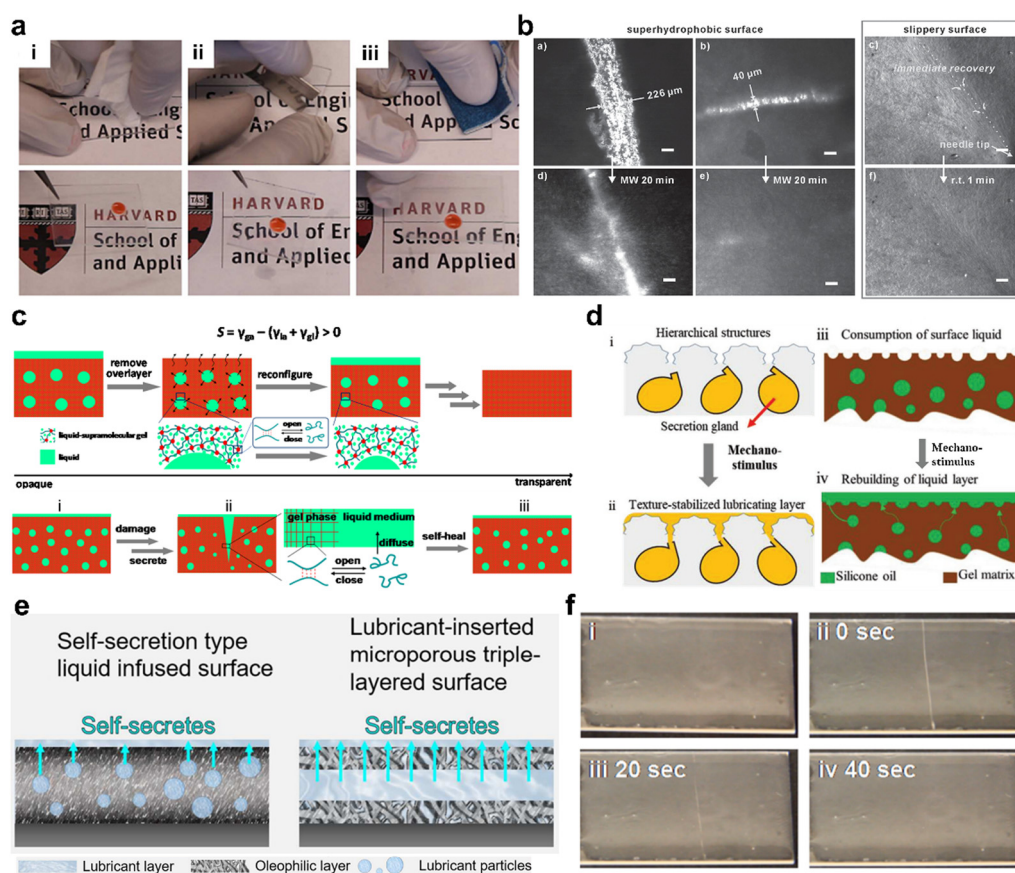 a
i
ii
iii
School of Engi
and Applied S
School of Engi
and Applied Sc
School
and Applied Sc
HARVARD
School of
and Appli
HARVARD
School of En
and Applied
HARVARD
School of Eng
and Applied
b
superhydrophobic surface
slippery surface
a)
226 µm
b)
40 µm
c)
immediate recovery
needle tip
d)
MW 20 min
e)
MW 20 min
f)
r.t. 1 min
c
S = γga − (γla + γgl) > 0
remove
overlayer
reconfigure
open
close
liquid-supramolecular gel
liquid
opaque
transparent
i
ii
iii
damage
secrete
gel phase
liquid medium
diffuse
open
close
self-heal
d
i
Hierarchical structures
Secretion gland
Mechano-
stimulus
ii
Texture-stabilized lubricating layer
iii
Consumption of surface liquid
Mechano-
stimulus
iv
Rebuilding of liquid layer
Silicone oil
Gel matrix
e
Self-secretion type
liquid infused surface
Self-secretes
Lubricant-inserted
microporous triple-
layered surface
Self-secretes
Lubricant layer
Oleophilic layer
Lubricant particles
f
i
ii 0 sec
iii 20 sec
iv 40 sec